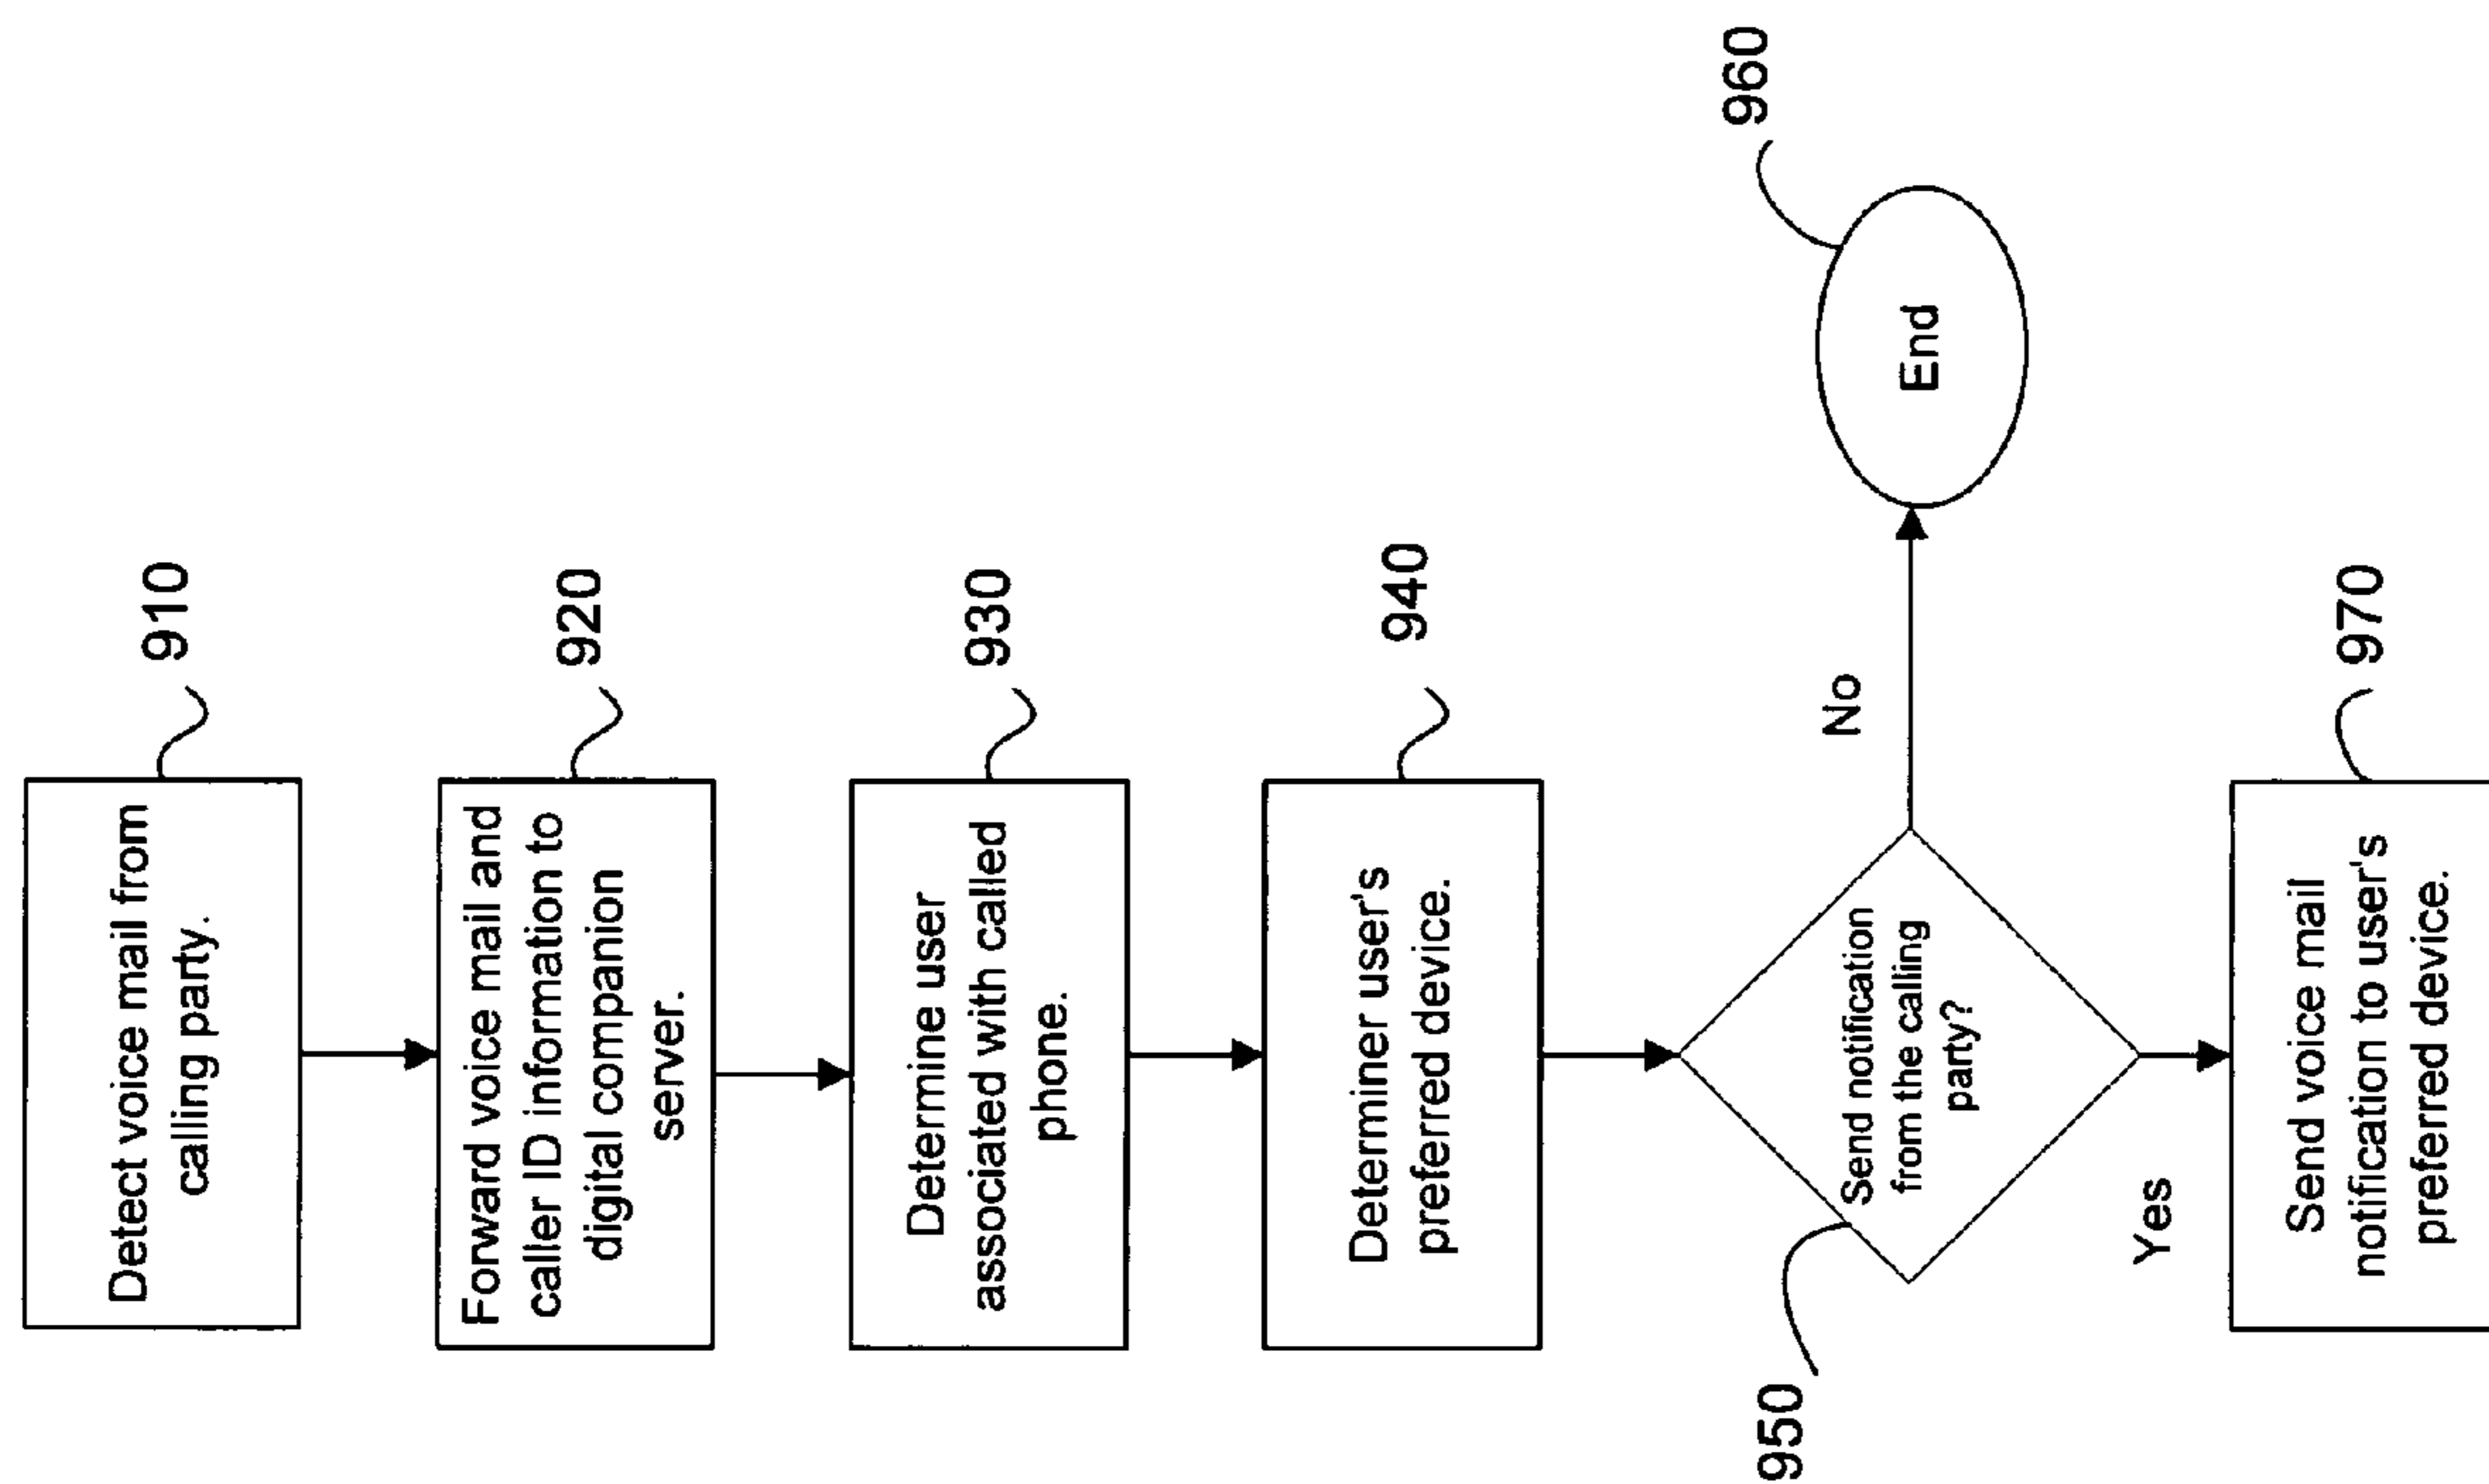 Detect voice mail from
calling party.
910
Forward voice mail and
caller ID information to
digital companion
server.
920
Determine user
associated with called
phone.
930
Determiner user's
preferred device.
940
Send notification
from the calling
party?
950
No
End
960
Yes
Send voice mail
notification to user's
preferred device.
970